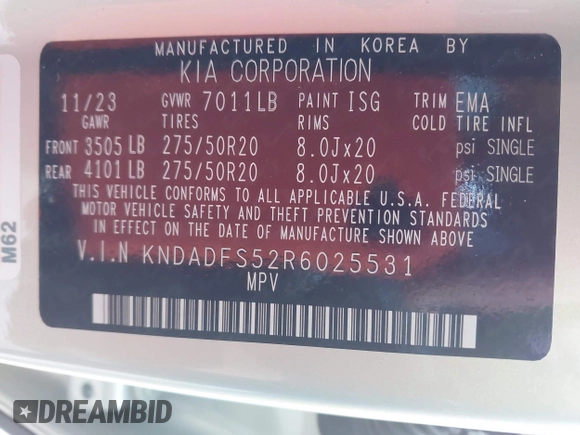 MANUFACTURED IN KOREA BY
KIA CORPORATION
11/23 GVWR 7011LB PAINT ISG TRIM EMA
GAWR TIRES RIMS COLD TIRE INFL
FRONT 3505 LB 275/50R20 8.0Jx20 psi SINGLE
REAR 4101 LB 275/50R20 8.0Jx20 psi SINGLE
THIS VEHICLE CONFORMS TO ALL APPLICABLE U.S.A. FEDERAL
MOTOR VEHICLE SAFETY AND THEFT PREVENTION STANDARDS
IN EFFECT ON THE DATE OF MANUFACTURE SHOWN ABOVE
V.I.N KNDADFS52R6025531
MPV
M62
DREAMBID